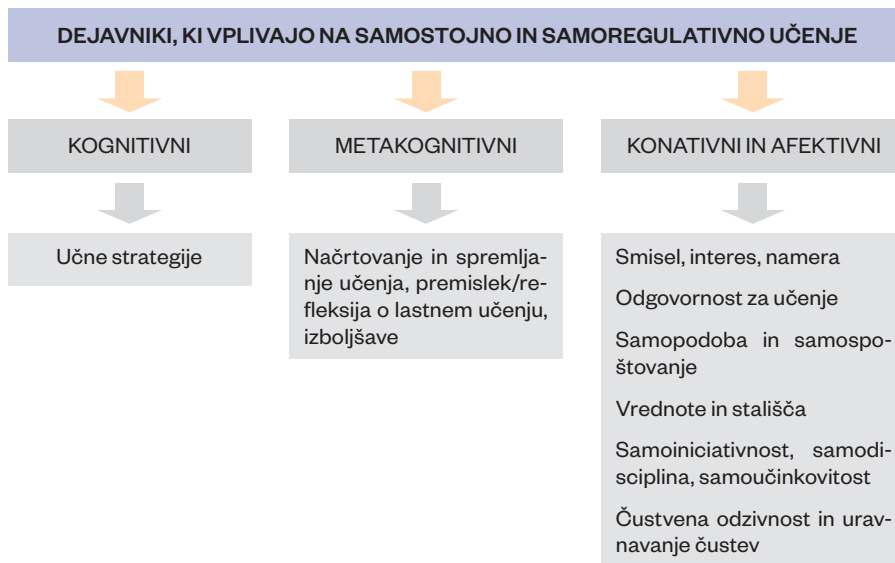 DEJAVNIKI, KI VPLIVAJO NA SAMOSTOJNO IN SAMOREGULATIVNO UČENJE
KOGNITIVNI
METAKOGNITIVNI
KONATIVNI IN AFEKTIVNI
Učne strategije
Načrtovanje in spremlja-
nje učenja, premislek/re-
fleksija o lastnem učenju,
izboljšave
Smisel, interes, namera
Odgovornost za učenje
Samopodoba in samospo-
štovanje
Vrednote in stališča
Samoiniciativnost, samodi-
sciplina, samoučinkovitost
Čustvena odzivnost in urav-
navanje čustev